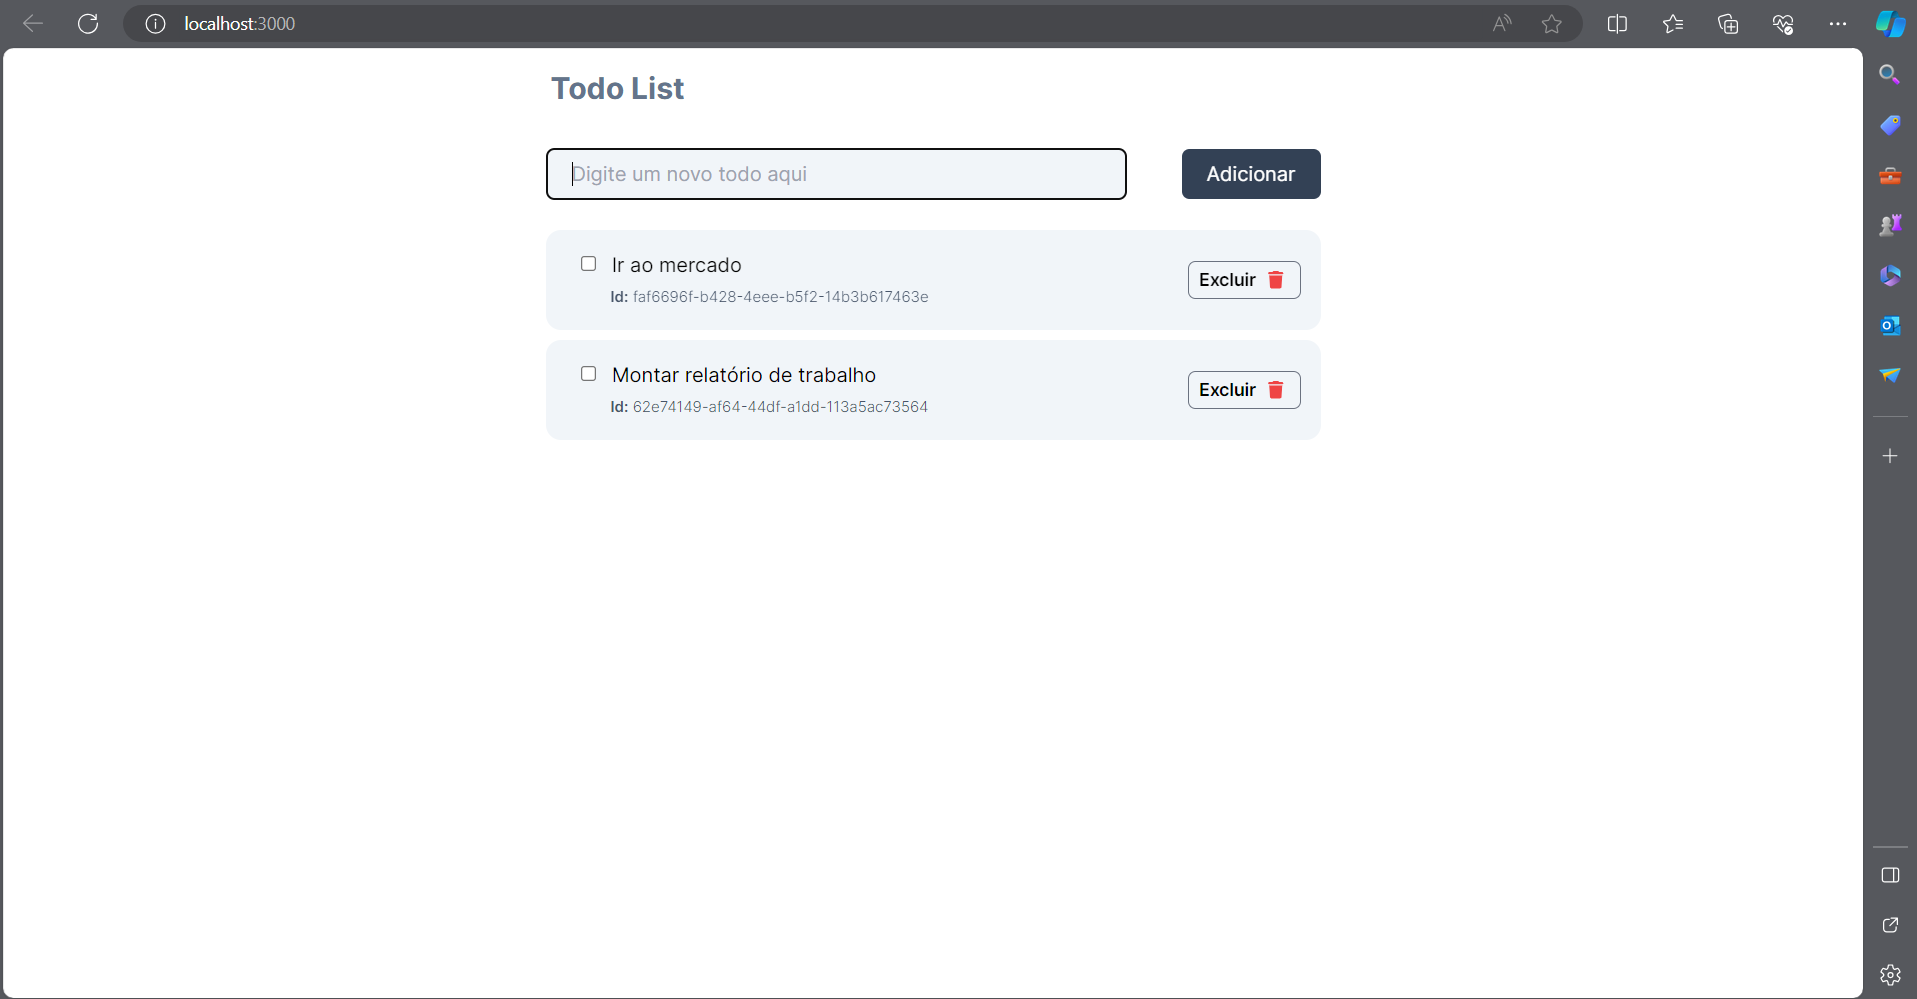 localhost:3000
Todo List
Digite um novo todo aqui
Adicionar
Ir ao mercado
Id: faf6696f-b428-4eee-b5f2-14b3b617463e
Excluir
Montar relatório de trabalho
Id: 62e74149-af64-44df-a1dd-113a5ac73564
Excluir